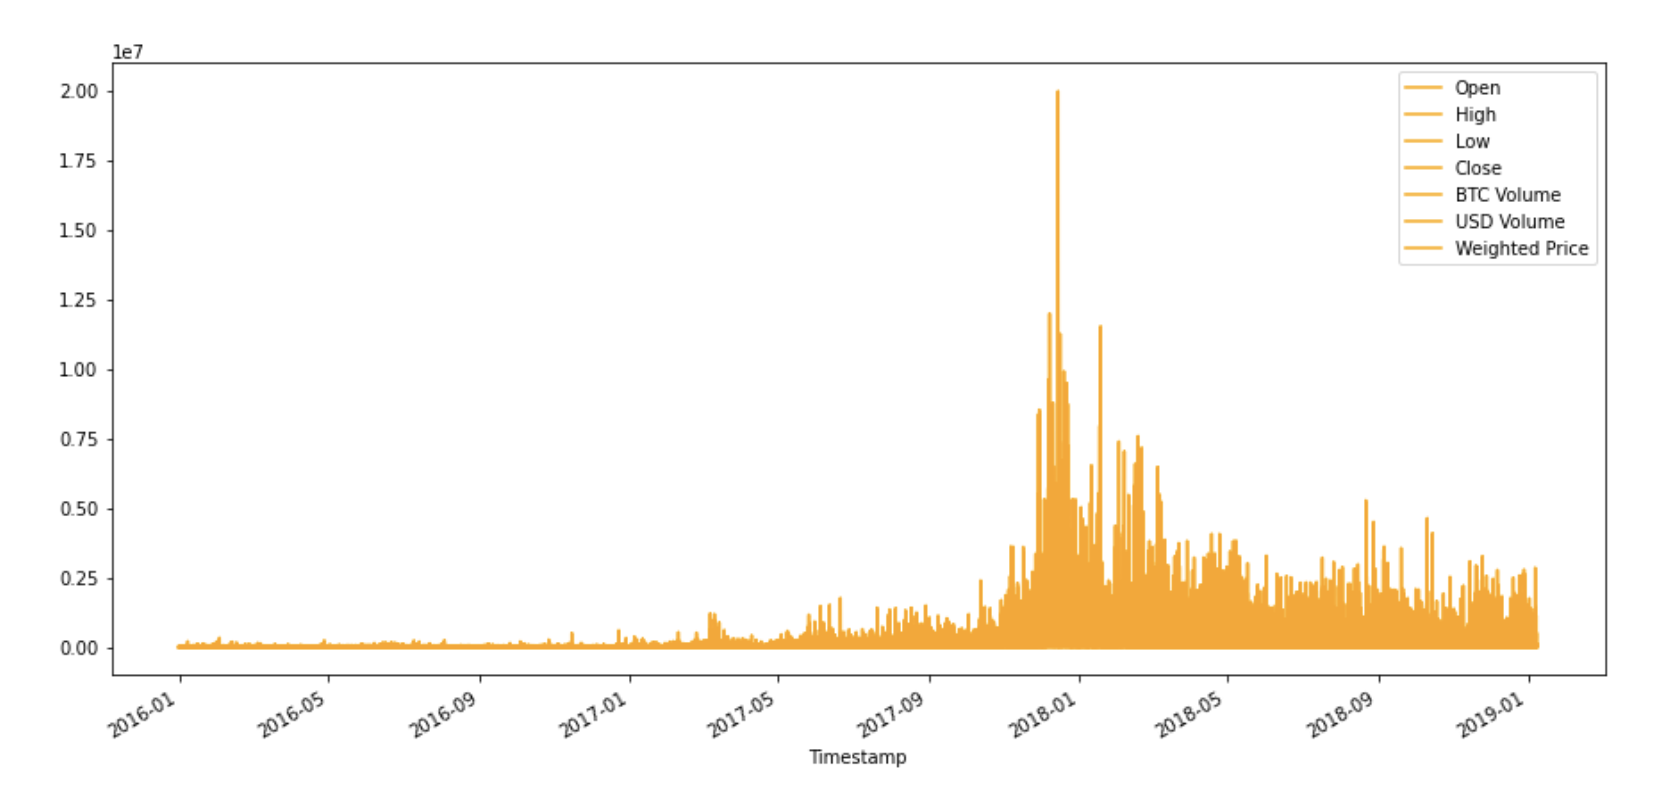 1e7
2.00
1.75
1.50
1.25
1.00
0.75
0.50
0.25
0.00
Open
High
Low
Close
BTC Volume
USD Volume
Weighted Price
2016-01
2016-05
2016-09
2017-01
2017-05
2017-09
2018-01
2018-05
2018-09
2019-01
Timestamp